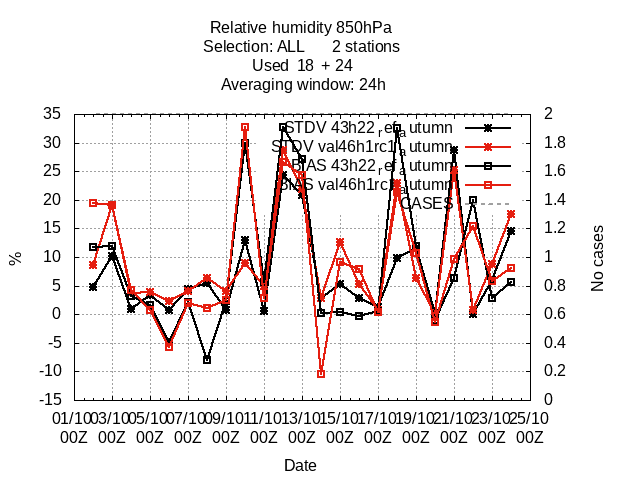 Relative humidity 850hPa
Selection: ALL 2 stations
Used 18 + 24
Averaging window: 24h
STDV 43h22_ref_autumn
STDV val46h1rc1_autumn
BIAS 43h22_ref_autumn
BIAS val46h1rc1_autumn
CASES
%
35
30
25
20
15
10
5
0
-5
-10
-15
2
1.8
1.6
1.4
1.2
1
0.8
0.6
0.4
0.2
0
No cases
01/10 03/10 05/10 07/10 09/10 11/10 13/10 15/10 17/10 19/10 21/10 23/10 25/10
00Z 00Z 00Z 00Z 00Z 00Z 00Z 00Z 00Z 00Z 00Z 00Z 00Z
Date